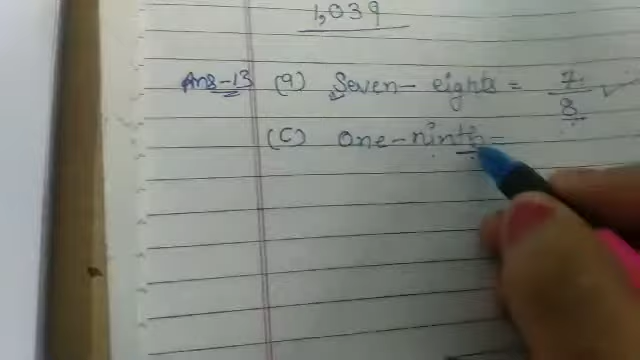 1,039
Ans-13 (a) Seven- eights = 7/8 ✓
(C) One-ninth=